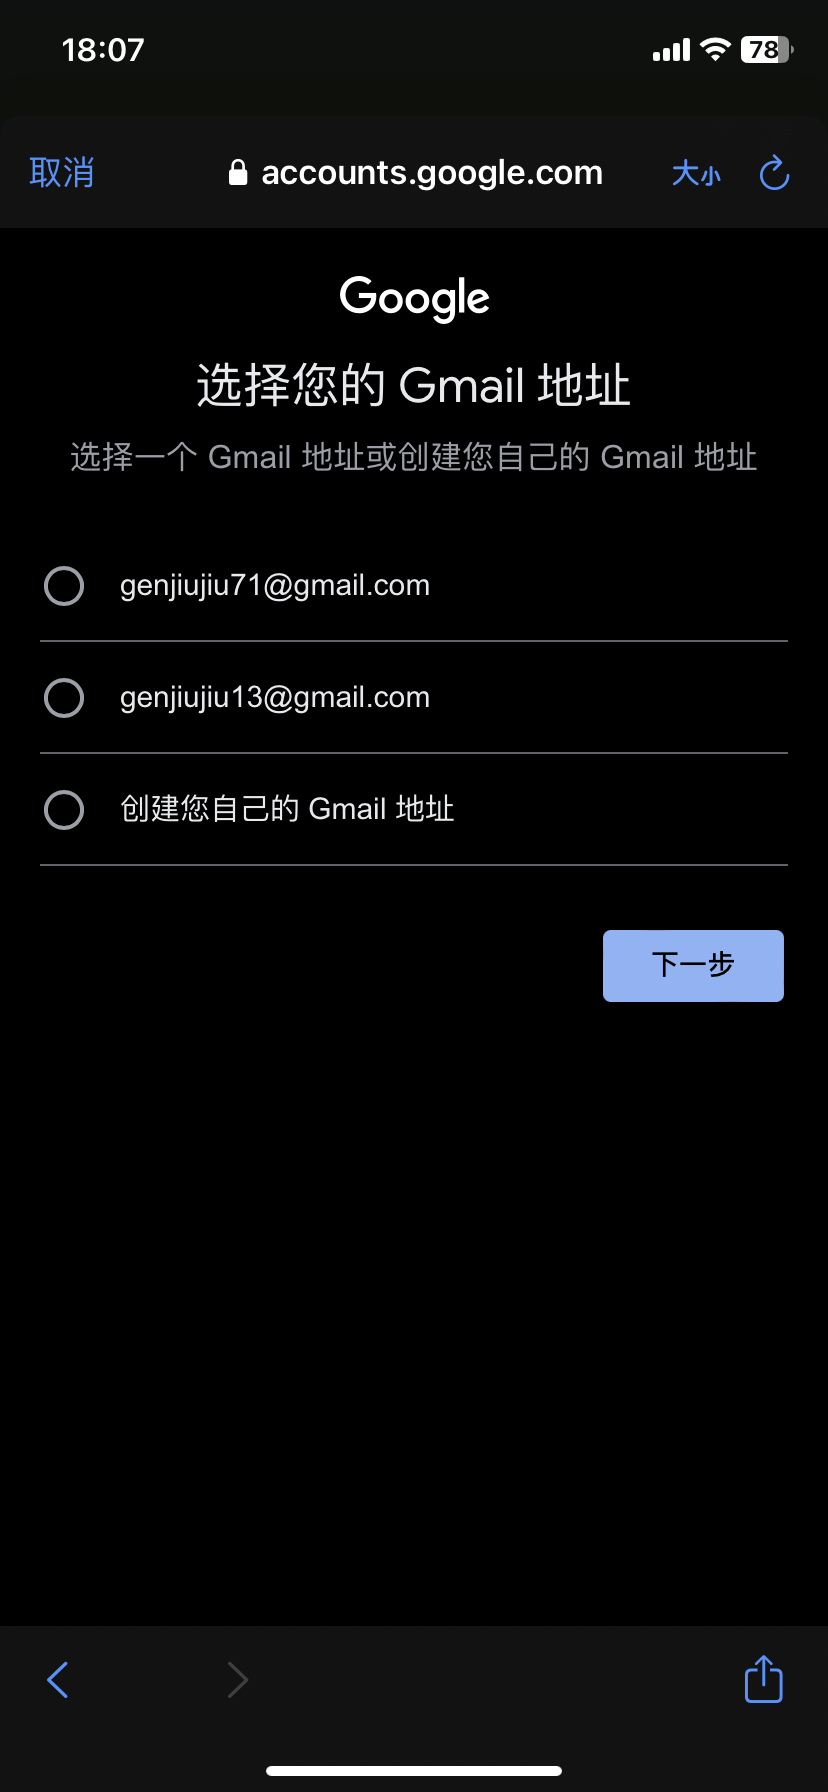 18:07
78
取消
accounts.google.com
大小
Google
选择您的 Gmail 地址
选择一个 Gmail 地址或创建您自己的 Gmail 地址
genjiujiu71@gmail.com
genjiujiu13@gmail.com
创建您自己的 Gmail 地址
下一步